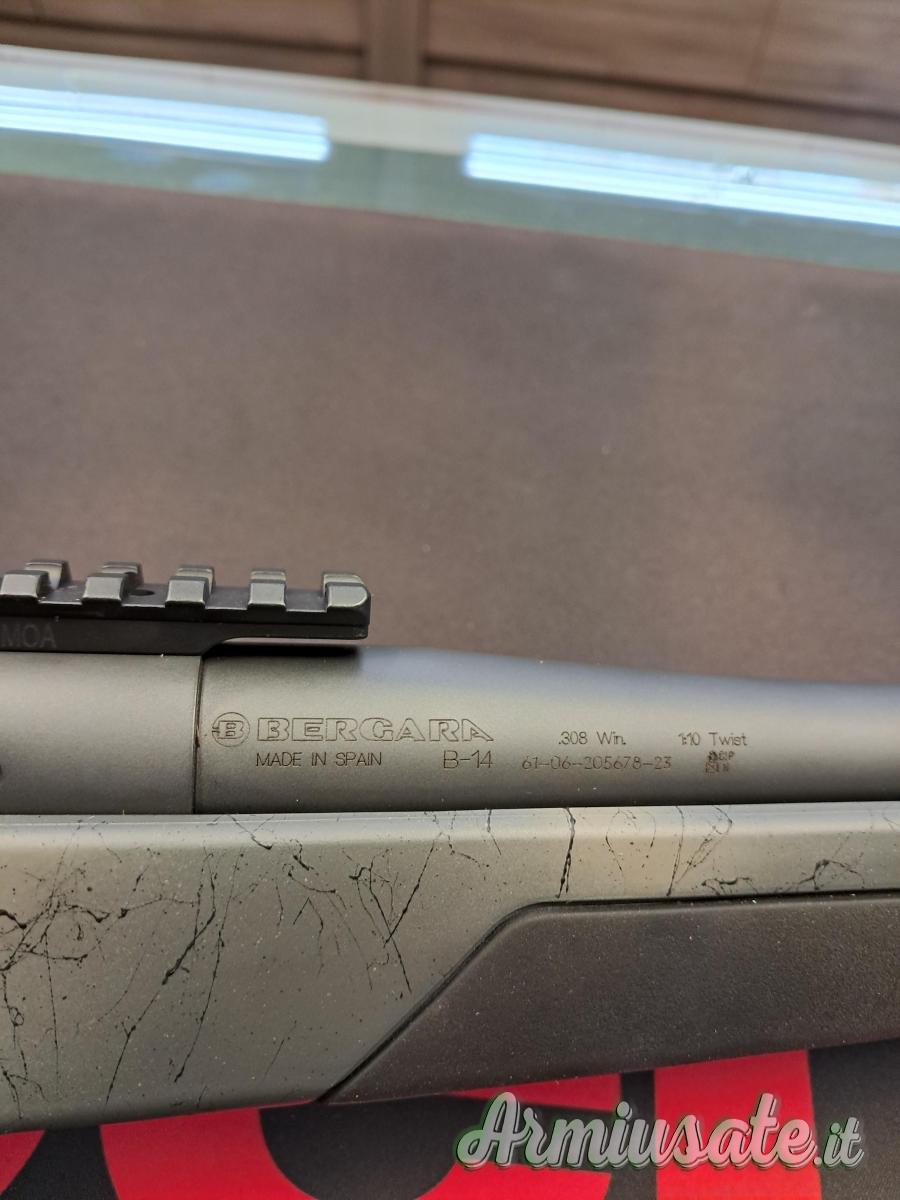 MOA
B BERGARA
MADE IN SPAIN B-14
.308 Win. 1:10 Twist
61-06-205678-23
Armiusate.it